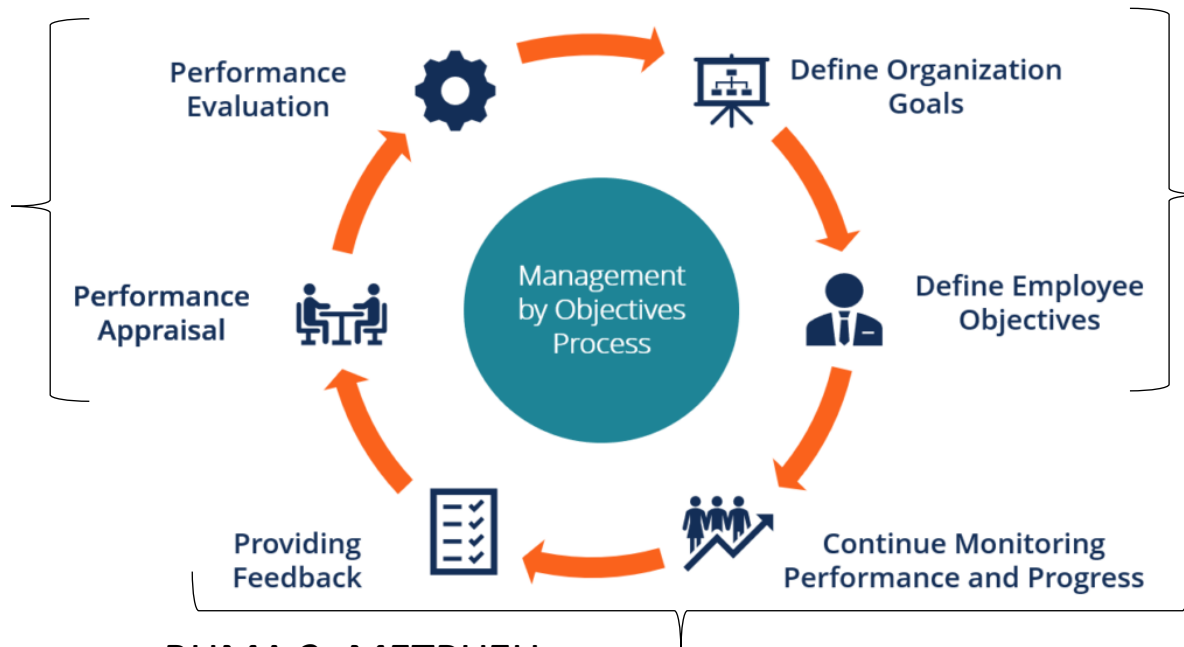 Performance
Evaluation
Define Organization
Goals
Performance
Appraisal
Management
by Objectives
Process
Define Employee
Objectives
Providing
Feedback
Continue Monitoring
Performance and Progress